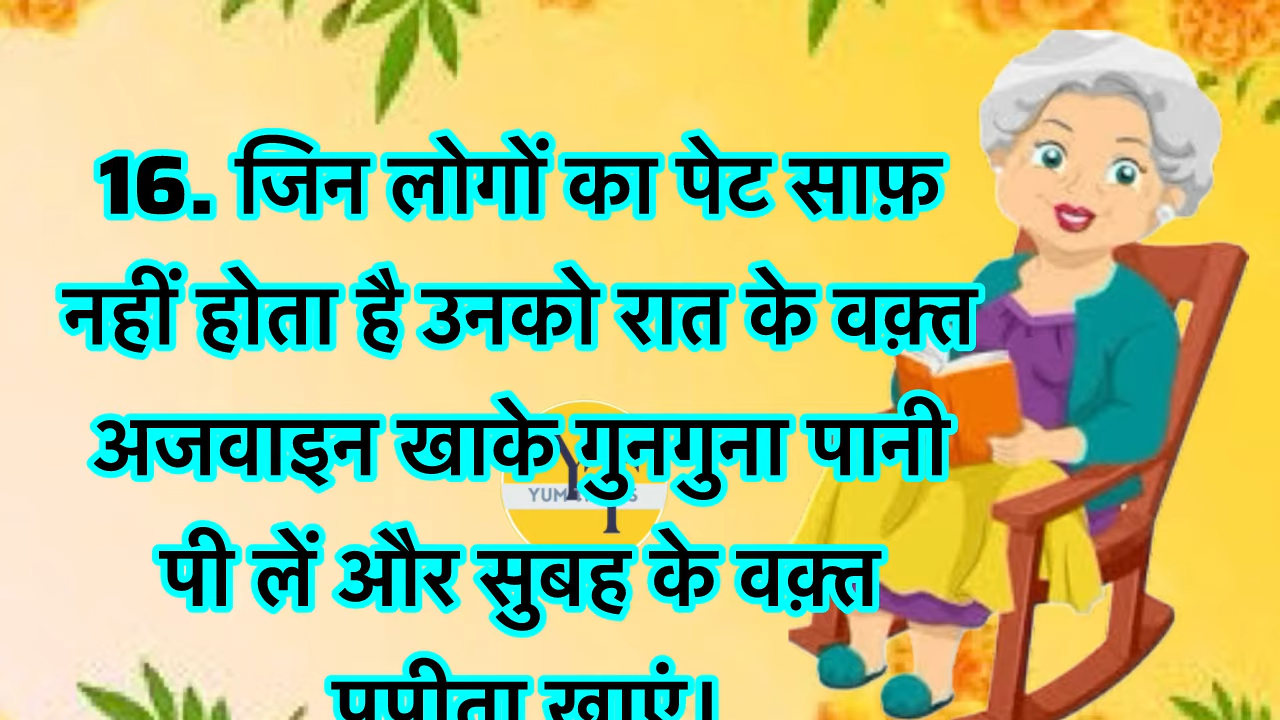 16. जिन लोगों का पेट साफ़
नहीं होता है उनको रात के वक़्त
अजवाइन खाके गुनगुना पानी
पी लें और सुबह के वक़्त
पपीता खाएं।